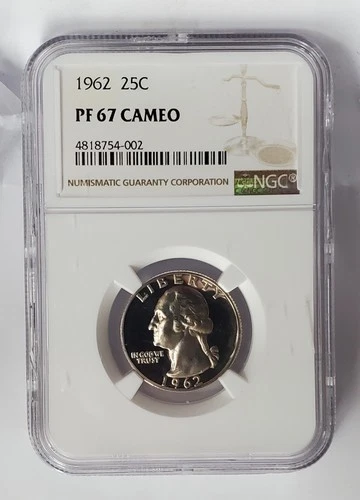 1962 25C
PF 67 CAMEO
4818754-002
NUMISMATIC GUARANTY CORPORATION
NGC®
LIBERTY
IN GOD WE
TRUST
1962